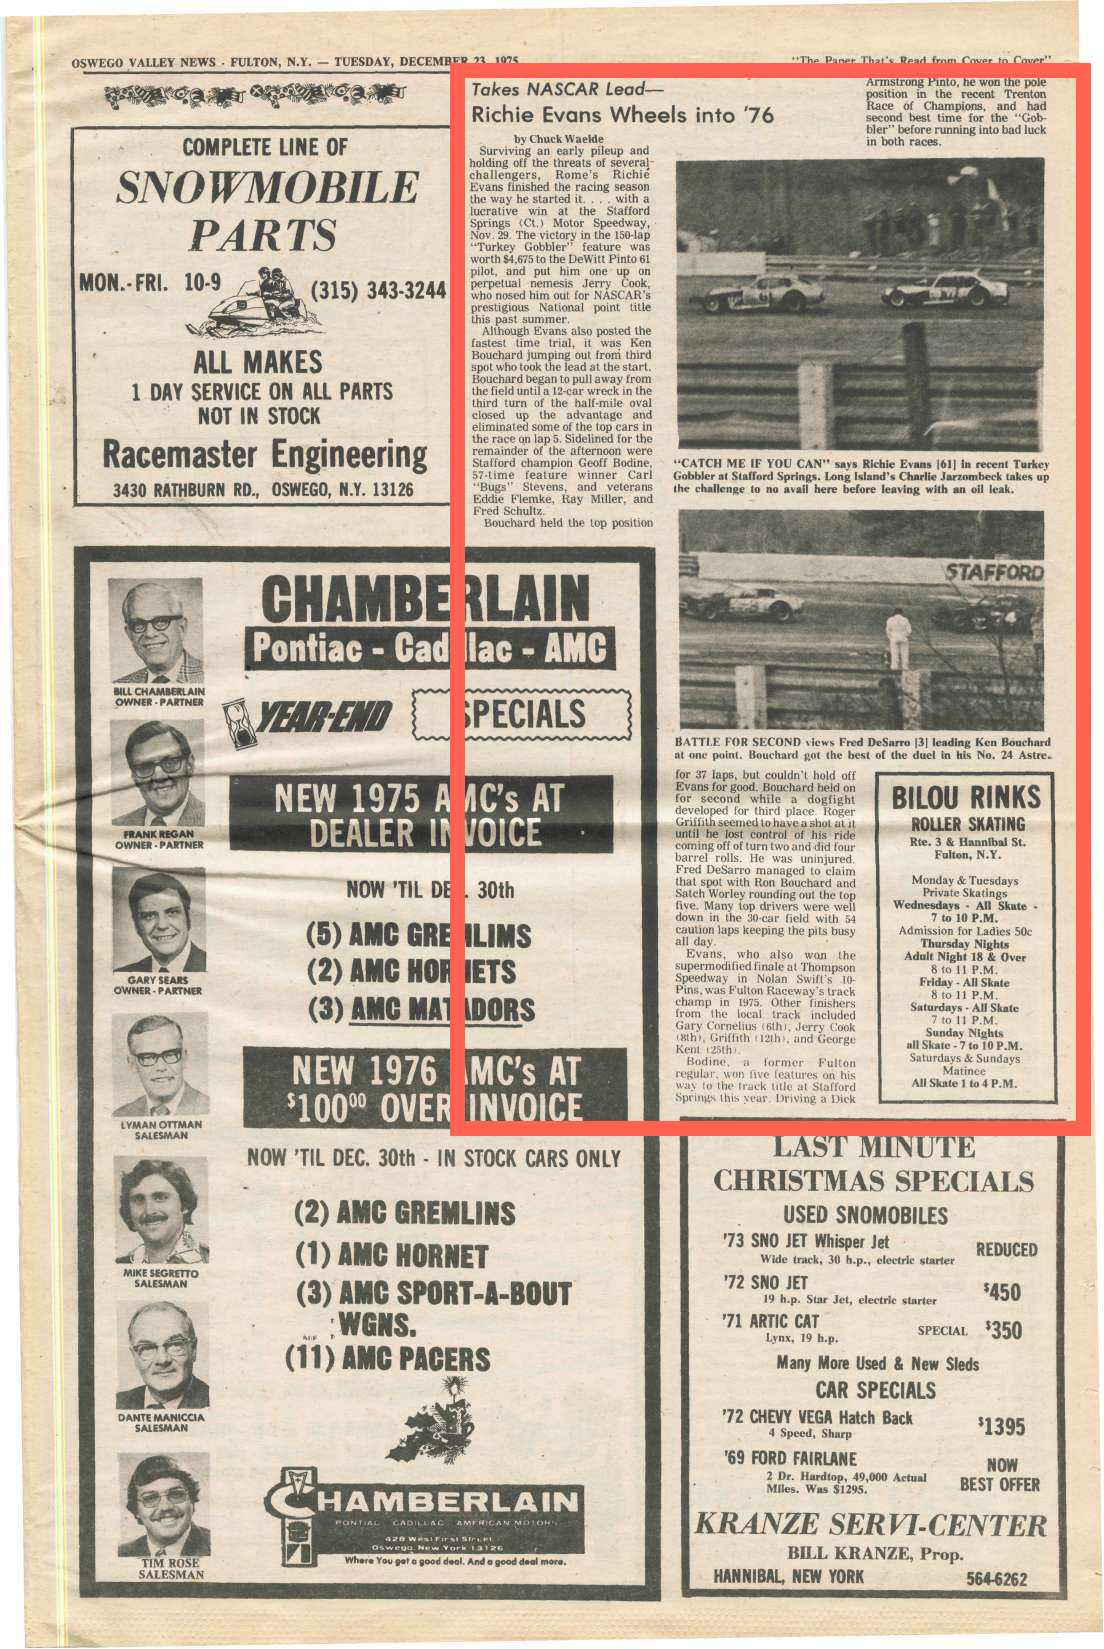 OSWEGO VALLEY NEWS - FULTON, N.Y. — TUESDAY, DECEMBER 23, 1975
"The Paper That's Read from Cover to Cover"
COMPLETE LINE OF
SNOWMOBILE
PARTS
MON.-FRI. 10-9
(315) 343-3244
ALL MAKES
1 DAY SERVICE ON ALL PARTS
NOT IN STOCK
Racemaster Engineering
3430 RATHBURN RD., OSWEGO, N.Y. 13126
Takes NASCAR Lead—
Richie Evans Wheels into '76
by Chuck Waelde
Surviving an early pileup and
holding off the threats of several
challengers, Rome's Richie
Evans finished the racing season
the way he started it. . . . with a
lucrative win at the Stafford
Springs (Ct.) Motor Speedway,
Nov. 29. The victory in the 150-lap
"Turkey Gobbler" feature was
worth $4,675 to the DeWitt Pinto 61
pilot, and put him one up on
perpetual nemesis Jerry Cook,
who nosed him out for NASCAR's
prestigious National point title
this past summer.
Although Evans also posted the
fastest time trial, it was Ken
Bouchard jumping out from third
spot who took the lead at the start.
Bouchard began to pull away from
the field until a 12-car wreck in the
third turn of the half-mile oval
closed up the advantage and
eliminated some of the top cars in
the race on lap 5. Sidelined for the
remainder of the afternoon were
Stafford champion Geoff Bodine,
57-time feature winner Carl
"Bugs" Stevens, and veterans
Eddie Flemke, Ray Miller, and
Fred Schultz.
Bouchard held the top position
for 37 laps, but couldn't hold off
Evans for good. Bouchard held on
for second while a dogfight
developed for third place. Roger
Griffith seemed to have a shot at it
until he lost control of his ride
coming off of turn two and did four
barrel rolls. He was uninjured.
Fred DeSarro managed to claim
that spot with Ron Bouchard and
Satch Worley rounding out the top
five. Many top drivers were well
down in the 30-car field with 54
caution laps keeping the pits busy
all day.
Evans, who also won the
supermodified finale at Thompson
Speedway in Nolan Swift's 10-
Pins, was Fulton Raceway's track
champ in 1975. Other finishers
from the local track included
Gary Cornelius (6th), Jerry Cook
(8th), Griffith (12th), and George
Kent (25th).
Bodine, a former Fulton
regular, won five features on his
way to the track title at Stafford
Springs this year. Driving a Dick
Armstrong Pinto, he won the pole
position in the recent Trenton
Race of Champions, and had
second best time for the "Gob-
bler" before running into bad luck
in both races.
"CATCH ME IF YOU CAN" says Richie Evans [61] in recent Turkey
Gobbler at Stafford Springs. Long Island's Charlie Jarzombeck takes up
the challenge to no avail here before leaving with an oil leak.
STAFFORD
BATTLE FOR SECOND views Fred DeSarro [3] leading Ken Bouchard
at one point. Bouchard got the best of the duel in his No. 24 Astre.
BILOU RINKS
ROLLER SKATING
Rte. 3 & Hannibal St.
Fulton, N.Y.
Monday & Tuesdays
Private Skatings
Wednesdays - All Skate -
7 to 10 P.M.
Admission for Ladies 50c
Thursday Nights
Adult Night 18 & Over
8 to 11 P.M.
Friday - All Skate
8 to 11 P.M.
Saturdays - All Skate
7 to 11 P.M.
Sunday Nights
all Skate - 7 to 10 P.M.
Saturdays & Sundays
Matinee
All Skate 1 to 4 P.M.
CHAMBERLAIN
Pontiac - Cadillac - AMC
YEAR-END SPECIALS
NEW 1975 AMC's AT
DEALER INVOICE
NOW 'TIL DEC. 30th
(5) AMC GREMLIMS
(2) AMC HORNETS
(3) AMC MATADORS
NEW 1976 AMC's AT
$100⁰⁰ OVER INVOICE
NOW 'TIL DEC. 30th - IN STOCK CARS ONLY
(2) AMC GREMLINS
(1) AMC HORNET
(3) AMC SPORT-A-BOUT
WGNS.
(11) AMC PACERS
CHAMBERLAIN
PONTIAC CADILLAC AMERICAN MOTORS
428 West First Street
Oswego, New York 13126
Where You get a good deal. And a good deal more.
BILL CHAMBERLAIN
OWNER - PARTNER
FRANK REGAN
OWNER - PARTNER
GARY SEARS
OWNER - PARTNER
LYMAN OTTMAN
SALESMAN
MIKE SEGRETTO
SALESMAN
DANTE MANICCIA
SALESMAN
TIM ROSE
SALESMAN
LAST MINUTE
CHRISTMAS SPECIALS
USED SNOMOBILES
'73 SNO JET Whisper Jet REDUCED
Wide track, 30 h.p., electric starter
'72 SNO JET $450
19 h.p. Star Jet, electric starter
'71 ARTIC CAT SPECIAL $350
Lynx, 19 h.p.
Many More Used & New Sleds
CAR SPECIALS
'72 CHEVY VEGA Hatch Back $1395
4 Speed, Sharp
'69 FORD FAIRLANE NOW
2 Dr. Hardtop, 49,000 Actual BEST OFFER
Miles. Was $1295.
KRANZE SERVI-CENTER
BILL KRANZE, Prop.
HANNIBAL, NEW YORK 564-6262